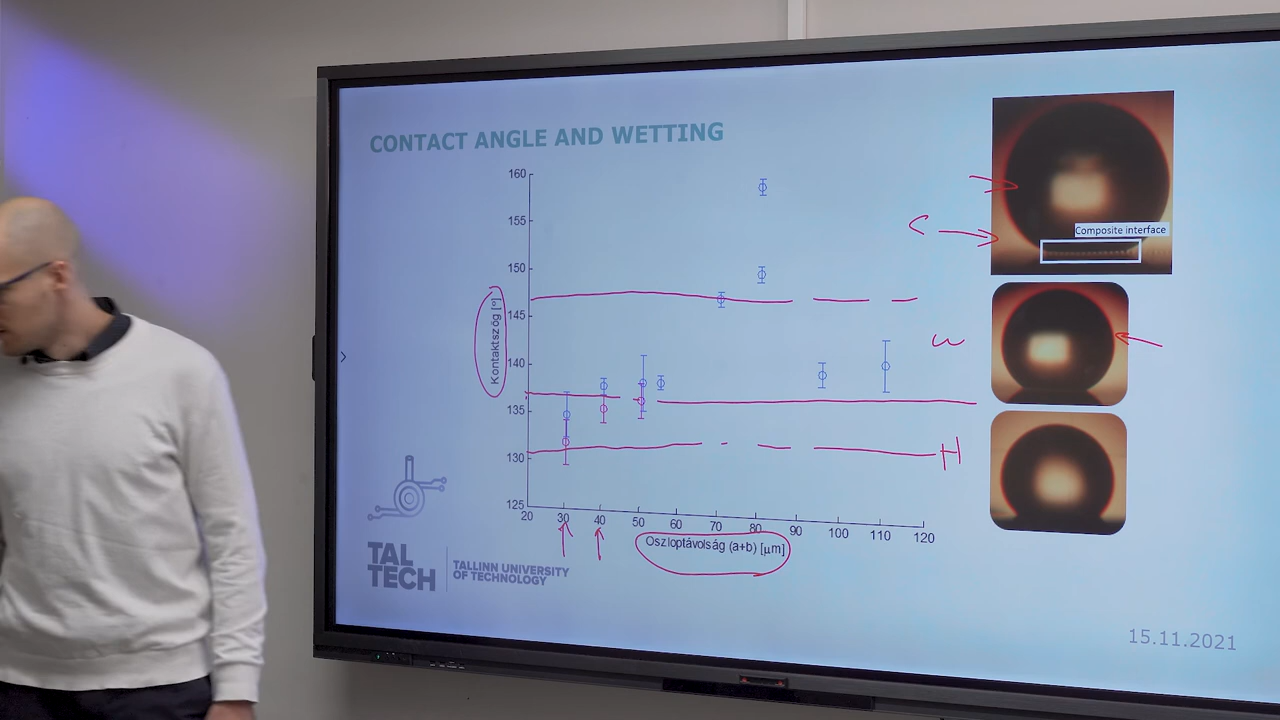 CONTACT ANGLE AND WETTING
160
155
150
145
140
135
130
125
Kontaktszög [°]
20 30 40 50 60 70 80 90 100 110 120
Oszloptávolság (a+b) [μm]
C
Composite interface
W
H
TAL
TECH
TALLINN UNIVERSITY
OF TECHNOLOGY
15.11.2021